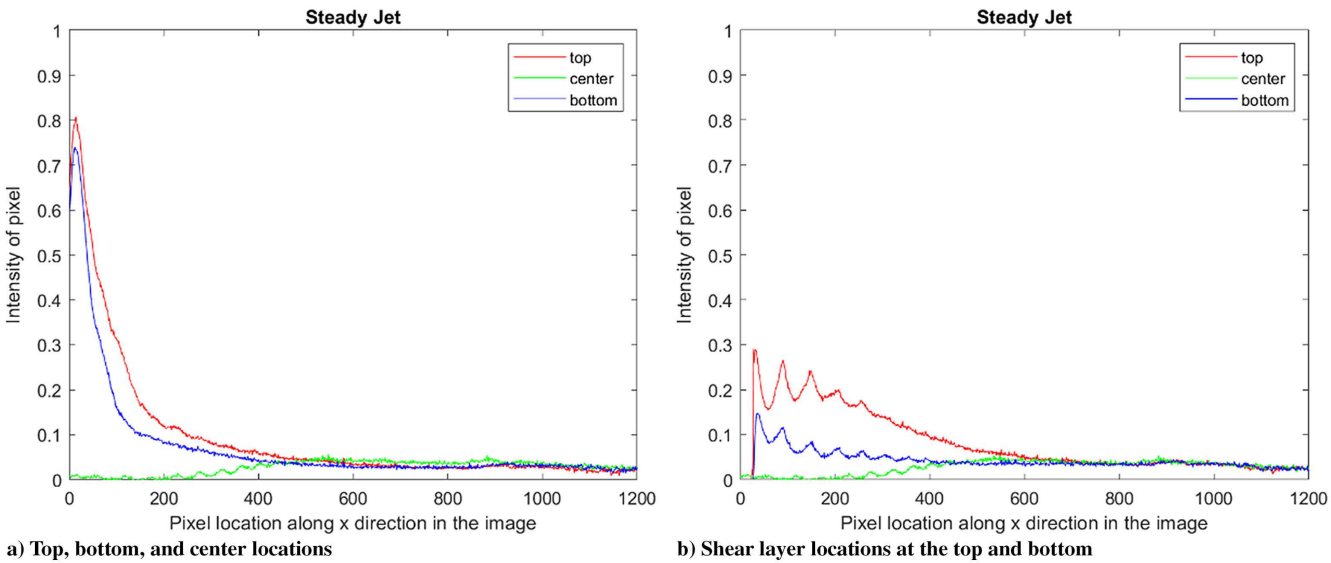 Steady Jet
1
0.9
0.8
0.7
0.6
0.5
0.4
0.3
0.2
0.1
0
Intensity of pixel
top
center
bottom
0 200 400 600 800 1000 1200
Pixel location along x direction in the image
a) Top, bottom, and center locations
Steady Jet
1
0.9
0.8
0.7
0.6
0.5
0.4
0.3
0.2
0.1
0
Intensity of pixel
top
center
bottom
0 200 400 600 800 1000 1200
Pixel location along x direction in the image
b) Shear layer locations at the top and bottom